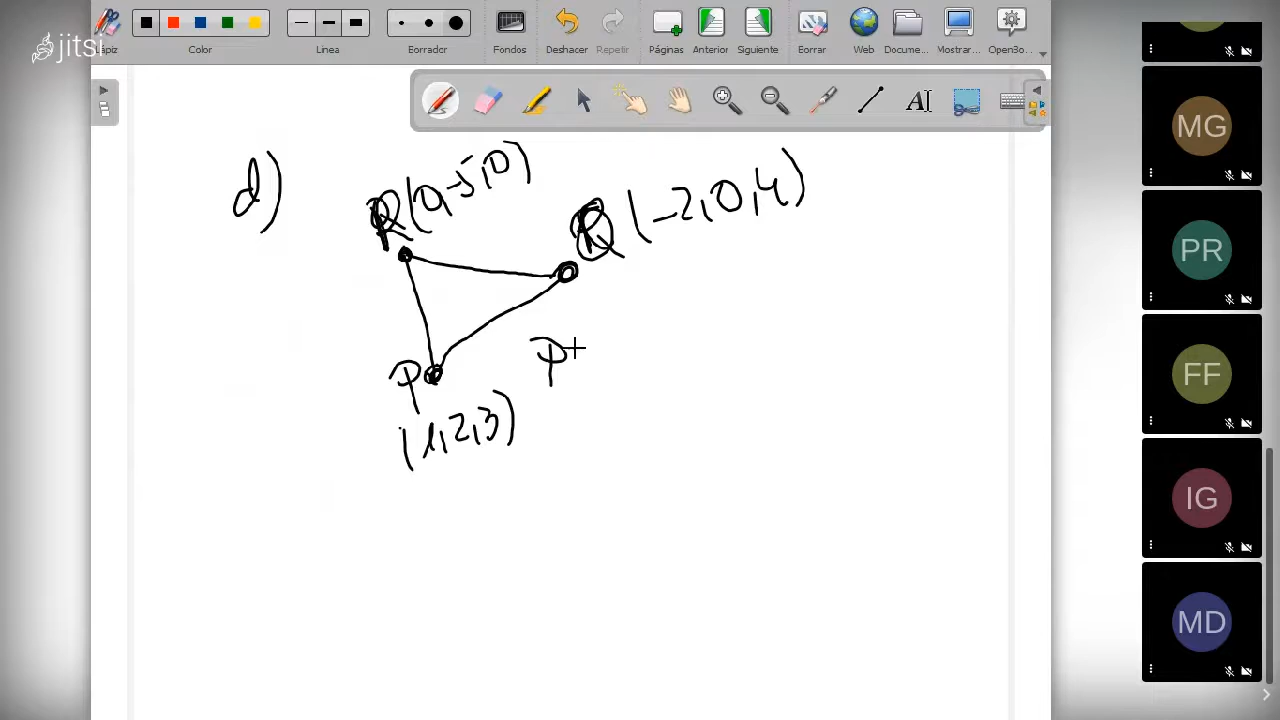 jitsi
Lápiz
Color
Línea
Borrador
Fondos
Deshacer
Repetir
Páginas
Anterior
Siguiente
Borrar
Web
Docume...
Mostrar...
d)
R(0,-5,0)
Q(-2,0,4)
P
P
(1,2,3)
MG
PR
FF
IG
MD